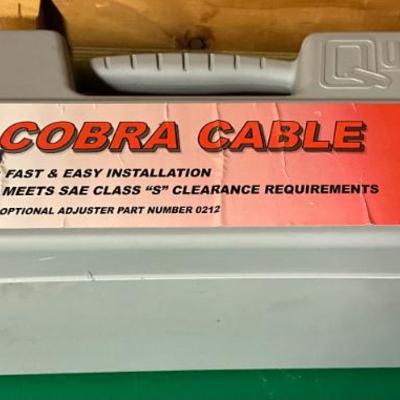 COBRA CABLE
FAST & EASY INSTALLATION
MEETS SAE CLASS "S" CLEARANCE REQUIREMENTS
OPTIONAL ADJUSTER PART NUMBER 0212